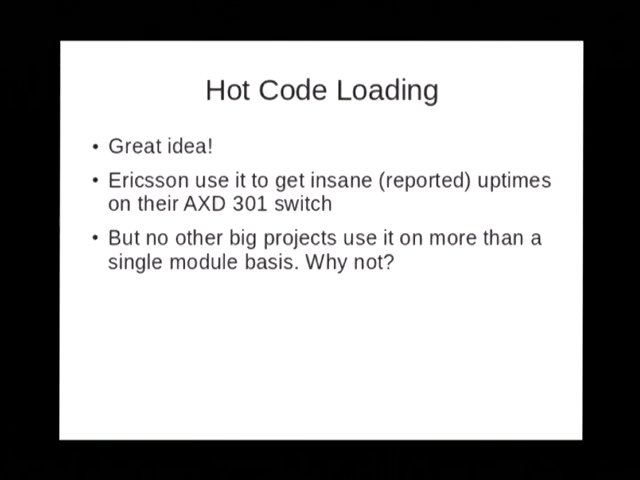 Hot Code Loading
• Great idea!
• Ericsson use it to get insane (reported) uptimes
on their AXD 301 switch
• But no other big projects use it on more than a
single module basis. Why not?